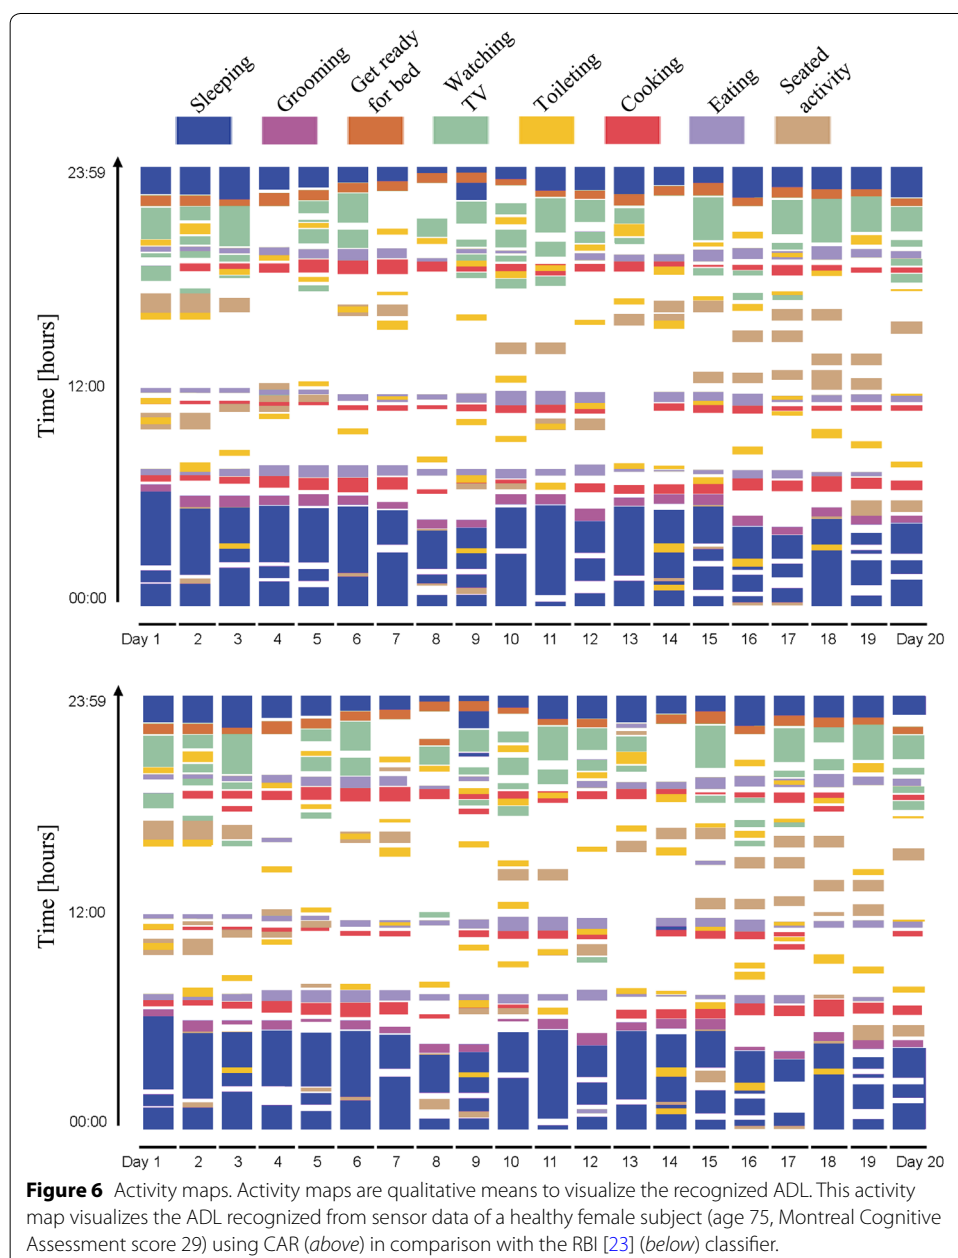 Sleeping
Grooming
Get ready
for bed
Watching
TV
Toileting
Cooking
Eating
Seated
activity
23:59
12:00
00:00
Time [hours]
Day 1 2 3 4 5 6 7 8 9 10 11 12 13 14 15 16 17 18 19 Day 20
23:59
12:00
00:00
Time [hours]
Day 1 2 3 4 5 6 7 8 9 10 11 12 13 14 15 16 17 18 19 Day 20
Figure 6 Activity maps. Activity maps are qualitative means to visualize the recognized ADL. This activity
map visualizes the ADL recognized from sensor data of a healthy female subject (age 75, Montreal Cognitive
Assessment score 29) using CAR (above) in comparison with the RBI [23] (below) classifier.